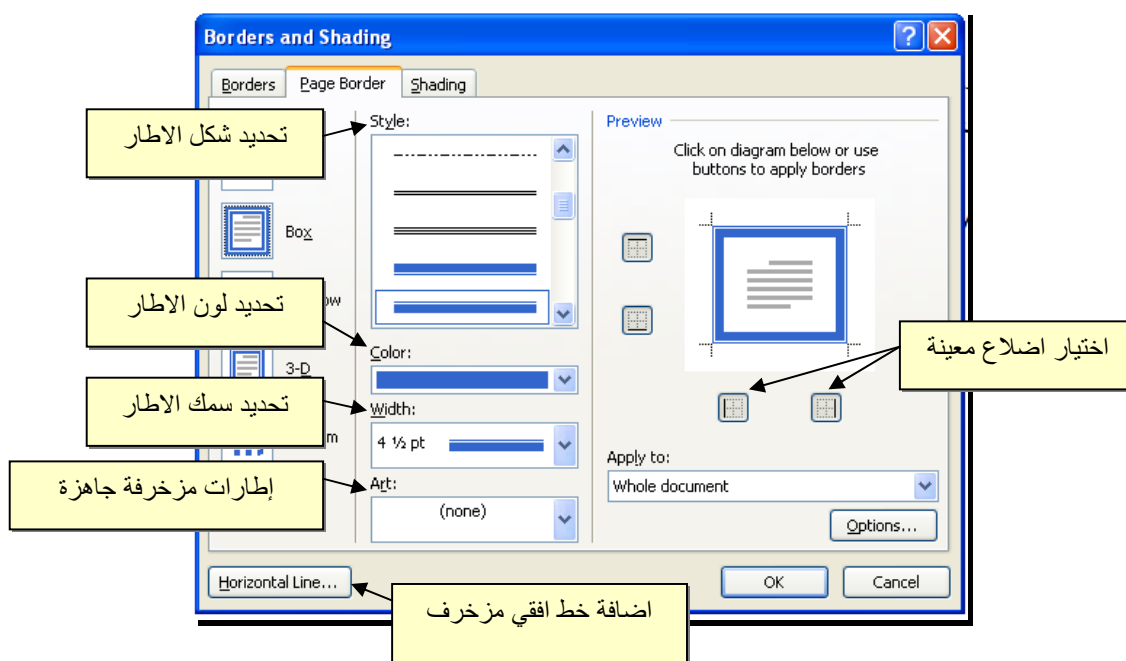 Borders and Shading
Borders Page Border Shading
تحديد شكل الاطار
Style:
Box
تحديد لون الاطار
ow
Color:
3-D
تحديد سمك الاطار
Width:
4 ½ pt
m
إطارات مزخرفة جاهزة
Art:
(none)
Preview
Click on diagram below or use
buttons to apply borders
اختيار اضلاع معينة
Apply to:
Whole document
Options...
Horizontal Line...
اضافة خط افقي مزخرف
OK
Cancel